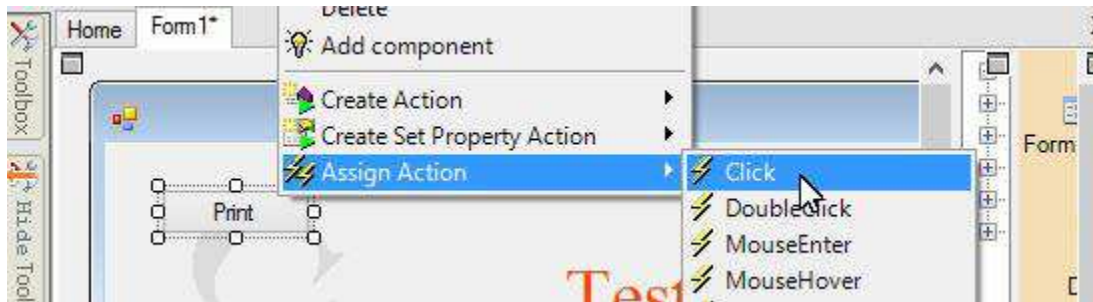 Delete
Home
Form1*
Add component
Toolbox
Create Action
Create Set Property Action
Form
Assign Action
Click
Print
DoubleClick
Hide Tool
MouseEnter
Test
MouseHover